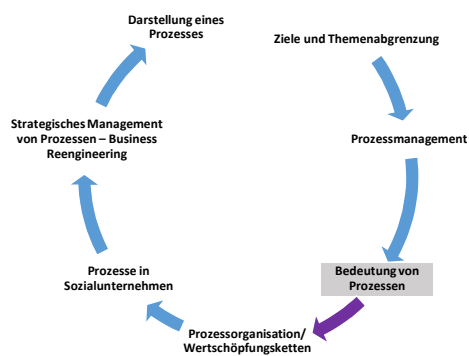 Darstellung eines
Prozesses
Ziele und Themenabgrenzung
Strategisches Management
von Prozessen – Business
Reengineering
Prozessmanagement
Prozesse in
Sozialunternehmen
Bedeutung von
Prozessen
Prozessorganisation/
Wertschöpfungsketten